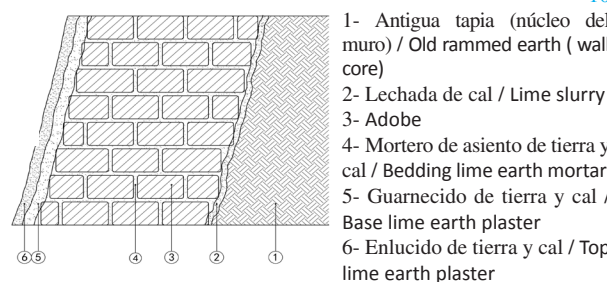 1- Antigua tapia (núcleo del
muro) / Old rammed earth ( wall
core)
2- Lechada de cal / Lime slurry
3- Adobe
4- Mortero de asiento de tierra y
cal / Bedding lime earth mortar
5- Guarnecido de tierra y cal /
Base lime earth plaster
6- Enlucido de tierra y cal / Top
lime earth plaster
⑥ ⑤ ④ ③ ② ①